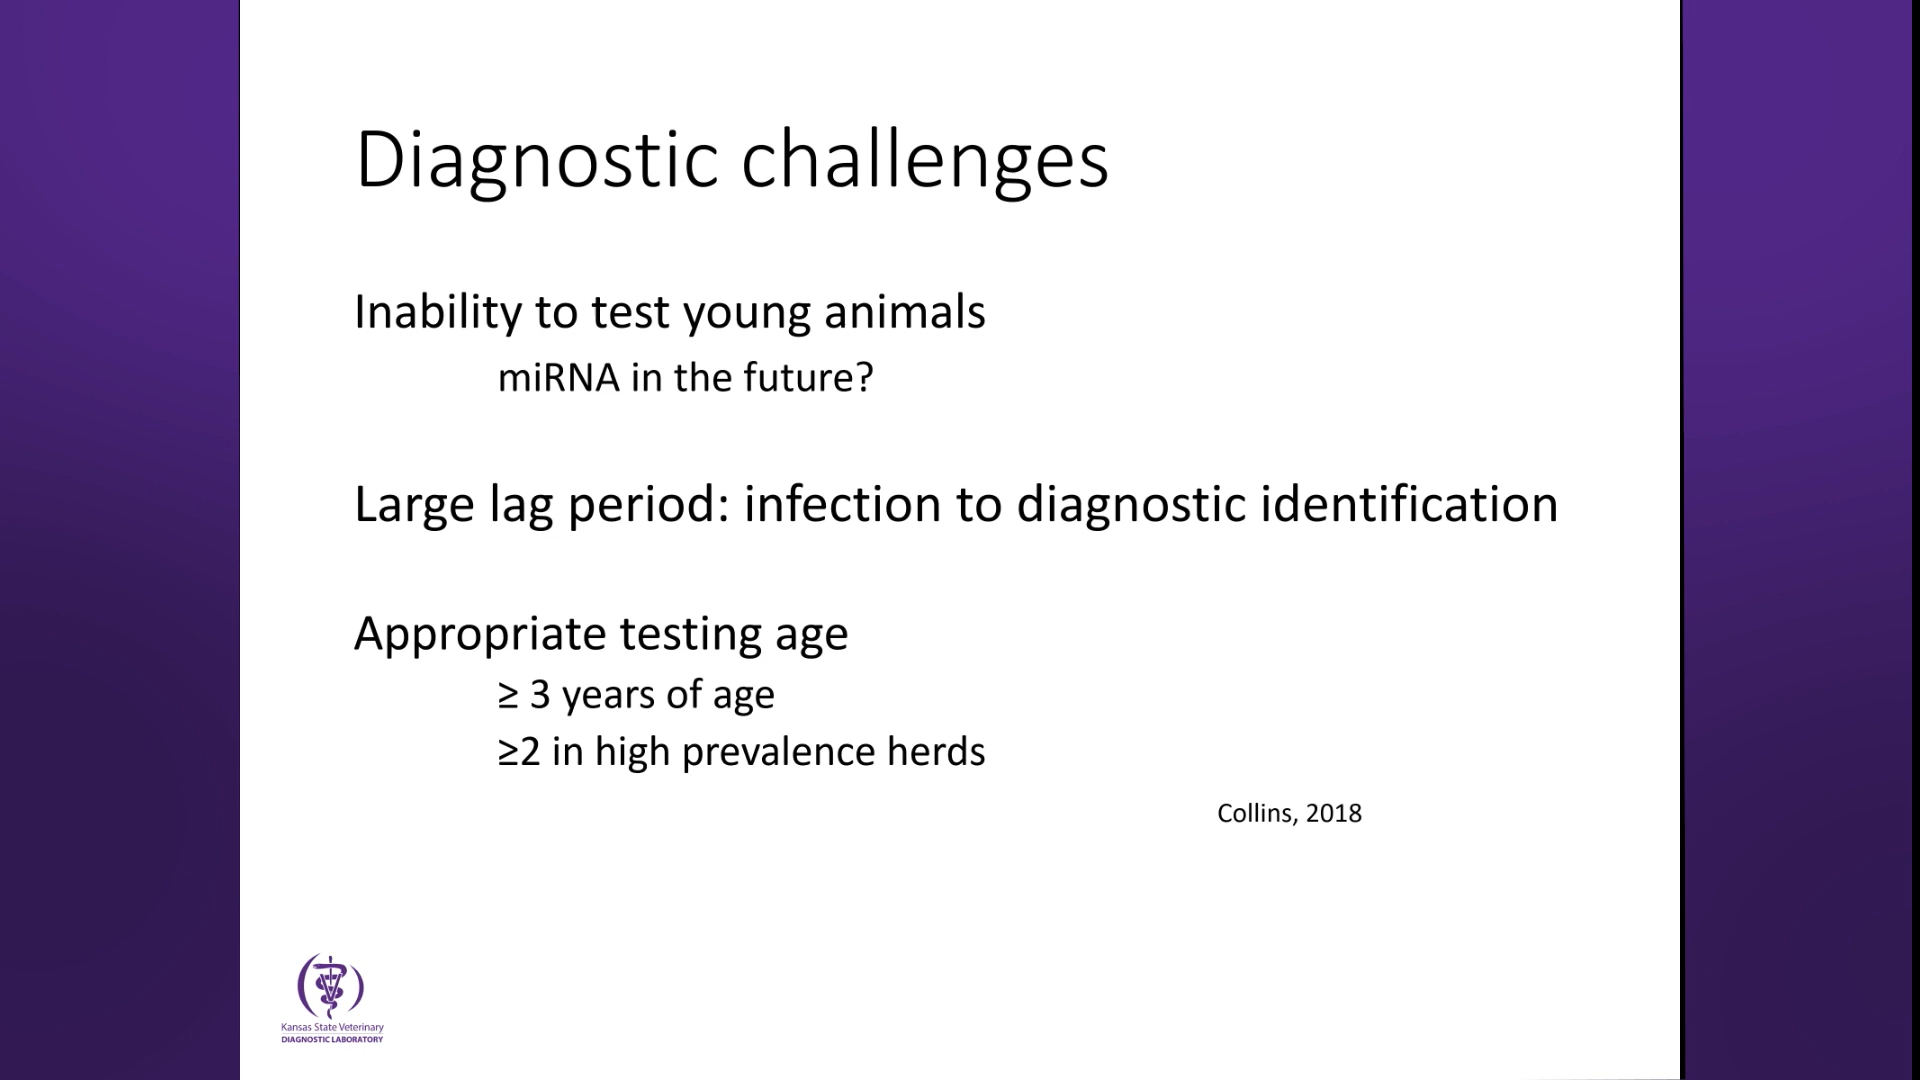 Diagnostic challenges
Inability to test young animals
miRNA in the future?
Large lag period: infection to diagnostic identification
Appropriate testing age
≥ 3 years of age
≥2 in high prevalence herds
Collins, 2018
Kansas State Veterinary
DIAGNOSTIC LABORATORY